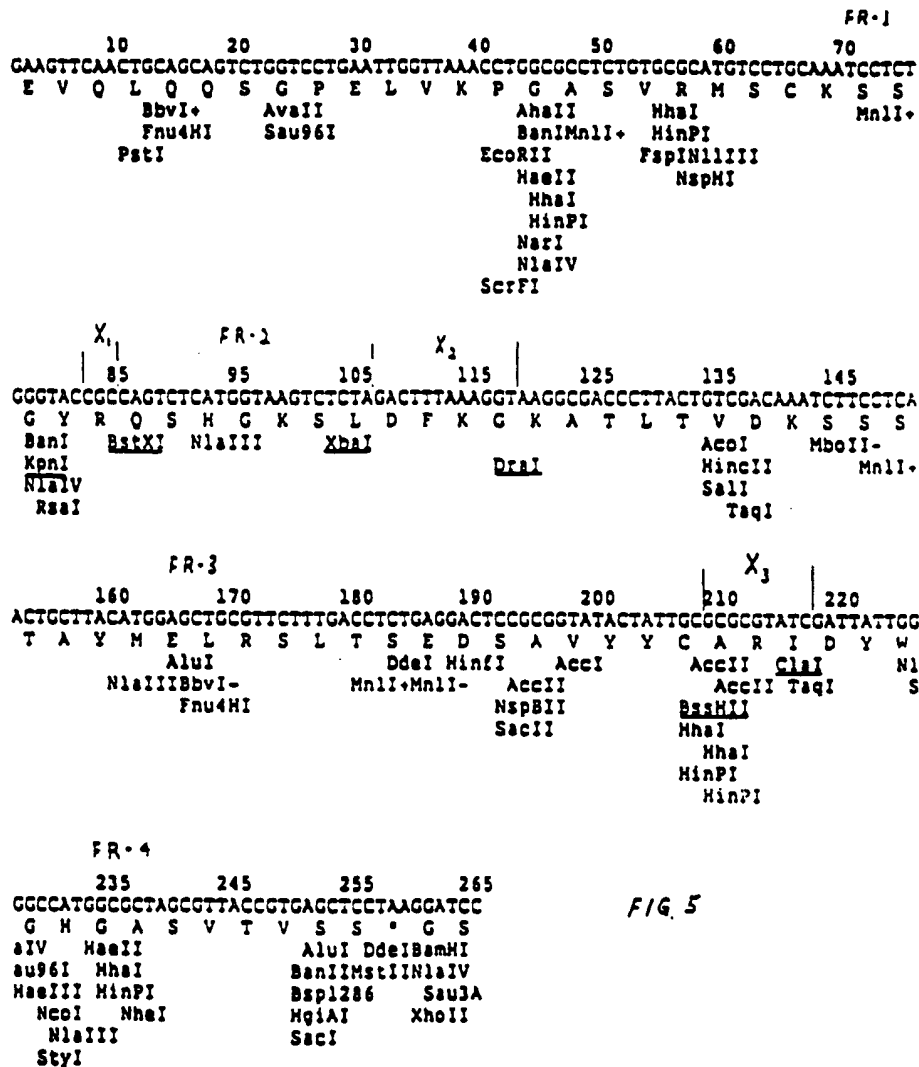 FR-1
10 20 30 40 50 60 70
GAAGTTCAACTGCAGCAGTCTGGTCCTGAATTGGTTAAACCTGGCGCCTCTGTGCGCATGTCCTGCAAATCCTCT
E V Q L Q Q S G P E L V K P G A S V R M S C K S S
BbvI+ AvaII AhaII HhaI MnlI+
Fnu4HI Sau96I BanIMnlI+ HinPI
PstI EcoRII FspINlIIII
HaeII NspHI
HhaI
HinPI
NarI
NlaIV
ScrFI
X1 FR-2 X2
85 95 105 115 125 135 145
GGGTACCGCCAGTCTCATGGTAAGTCTCTAGACTTTAAAGGTAAGGCGACCCTTACTGTCGACAAATCTTCCTCA
G Y R Q S H G K S L D F K G K A T L T V D K S S S
BanI BstXI NlaIII XbaI AcoI MboII-
KpnI DraI HincII MnlI+
NlaIV SalI
RsaI TaqI
FR-3 X3
160 170 180 190 200 210 220
ACTGCTTACATGGAGCTGCGTTCTTTGACCTCTGAGGACTCCGCGGTATACTATTGCGCGCGTATCGATTATTGG
T A Y M E L R S L T S E D S A V Y Y C A R I D Y W
AluI DdeI HinfI AccI AccII ClaI Nl
NlaIIIBbvI- MnlI+MnlI- AccII AccII TaqI S
Fnu4HI NspBII BssHII
SacII HhaI
HhaI
HinPI
HinPI
FR-4
235 245 255 265
GGCCATGGCGCTAGCGTTACCGTGAGCTCCTAAGGATCC
G H G A S V T V S S * G S
aIV HaeII AluI DdeIBamHI
au96I HhaI BanIIMstIINlaIV
HaeIII HinPI Bsp1286 Sau3A
NcoI NheI HgiAI XhoII
NlaIII SacI
StyI
FIG. 5